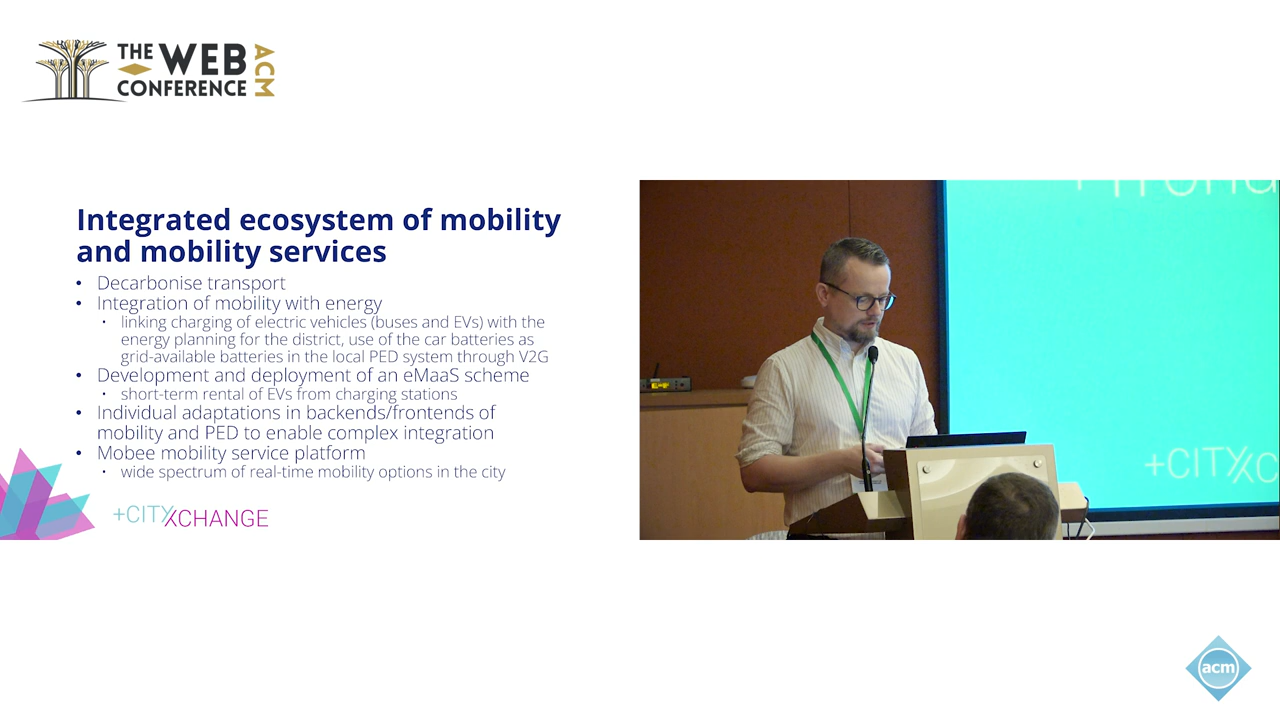 THE WEB
CONFERENCE
ACM
Integrated ecosystem of mobility
and mobility services
• Decarbonise transport
• Integration of mobility with energy
• linking charging of electric vehicles (buses and EVs) with the
energy planning for the district, use of the car batteries as
grid-available batteries in the local PED system through V2G
• Development and deployment of an eMaaS scheme
• short-term rental of EVs from charging stations
• Individual adaptations in backends/frontends of
mobility and PED to enable complex integration
• Mobee mobility service platform
• wide spectrum of real-time mobility options in the city
+CITYXCHANGE
+CITYXC
acm